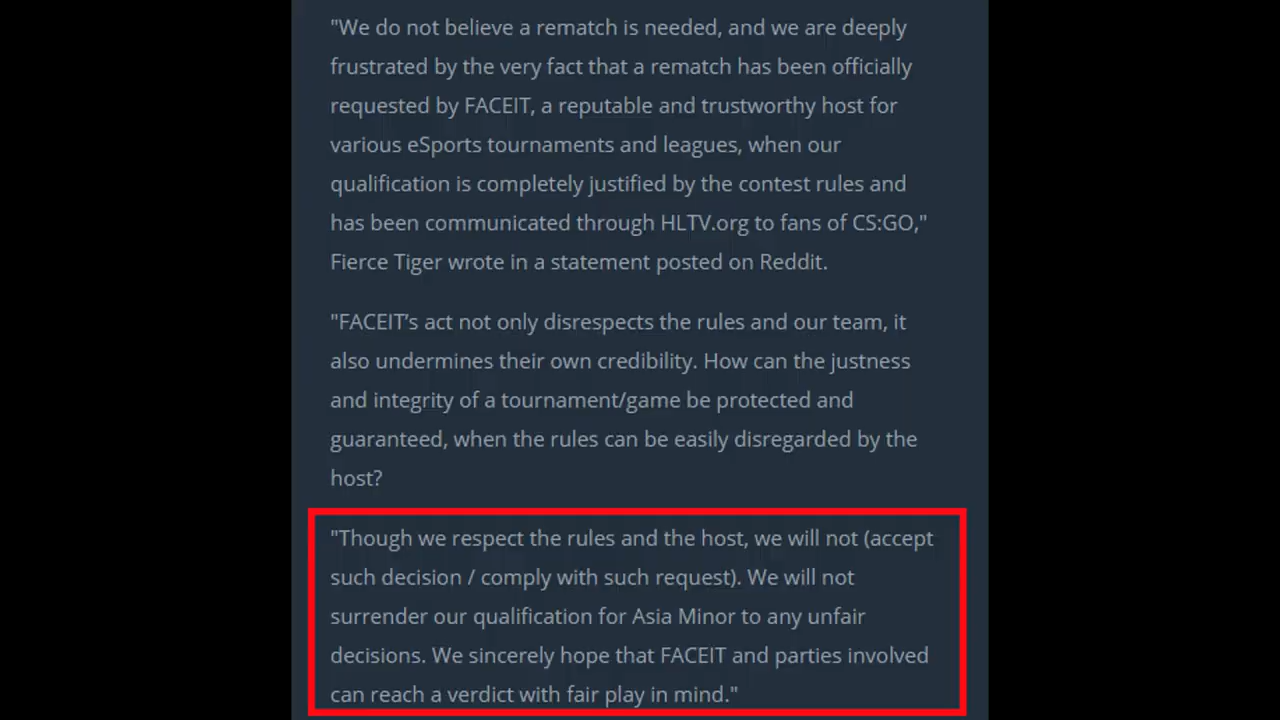 "We do not believe a rematch is needed, and we are deeply
frustrated by the very fact that a rematch has been officially
requested by FACEIT, a reputable and trustworthy host for
various eSports tournaments and leagues, when our
qualification is completely justified by the contest rules and
has been communicated through HLTV.org to fans of CS:GO,"
Fierce Tiger wrote in a statement posted on Reddit.
"FACEIT’s act not only disrespects the rules and our team, it
also undermines their own credibility. How can the justness
and integrity of a tournament/game be protected and
guaranteed, when the rules can be easily disregarded by the
host?
"Though we respect the rules and the host, we will not (accept
such decision / comply with such request). We will not
surrender our qualification for Asia Minor to any unfair
decisions. We sincerely hope that FACEIT and parties involved
can reach a verdict with fair play in mind."